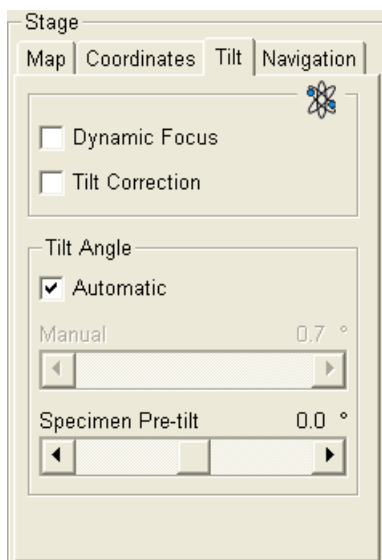 Stage
Map Coordinates Tilt Navigation
Dynamic Focus
Tilt Correction
Tilt Angle
Automatic
Manual 0.7 °
Specimen Pre-tilt 0.0 °